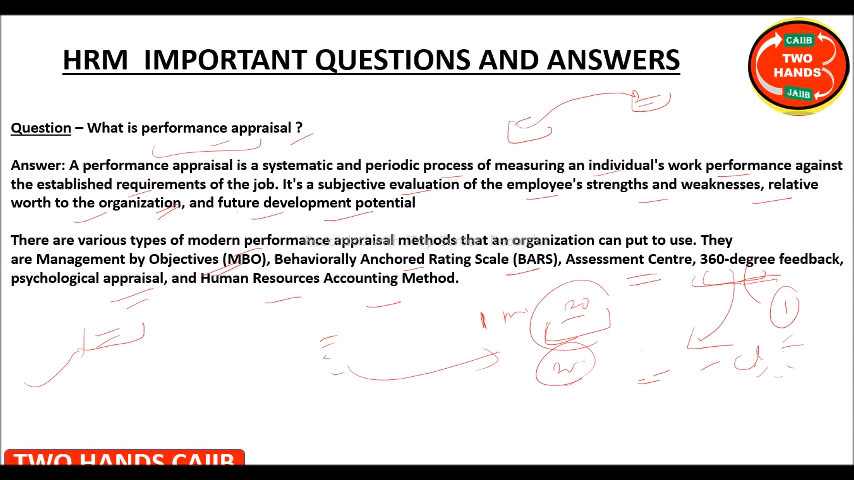 HRM IMPORTANT QUESTIONS AND ANSWERS
CAIIB
TWO
HANDS
JAIIB
Question – What is performance appraisal ?
Answer: A performance appraisal is a systematic and periodic process of measuring an individual's work performance against
the established requirements of the job. It's a subjective evaluation of the employee's strengths and weaknesses, relative
worth to the organization, and future development potential
There are various types of modern performance appraisal methods that an organization can put to use. They
are Management by Objectives (MBO), Behaviorally Anchored Rating Scale (BARS), Assessment Centre, 360-degree feedback,
psychological appraisal, and Human Resources Accounting Method.
20
1
TWO HANDS CAIIB